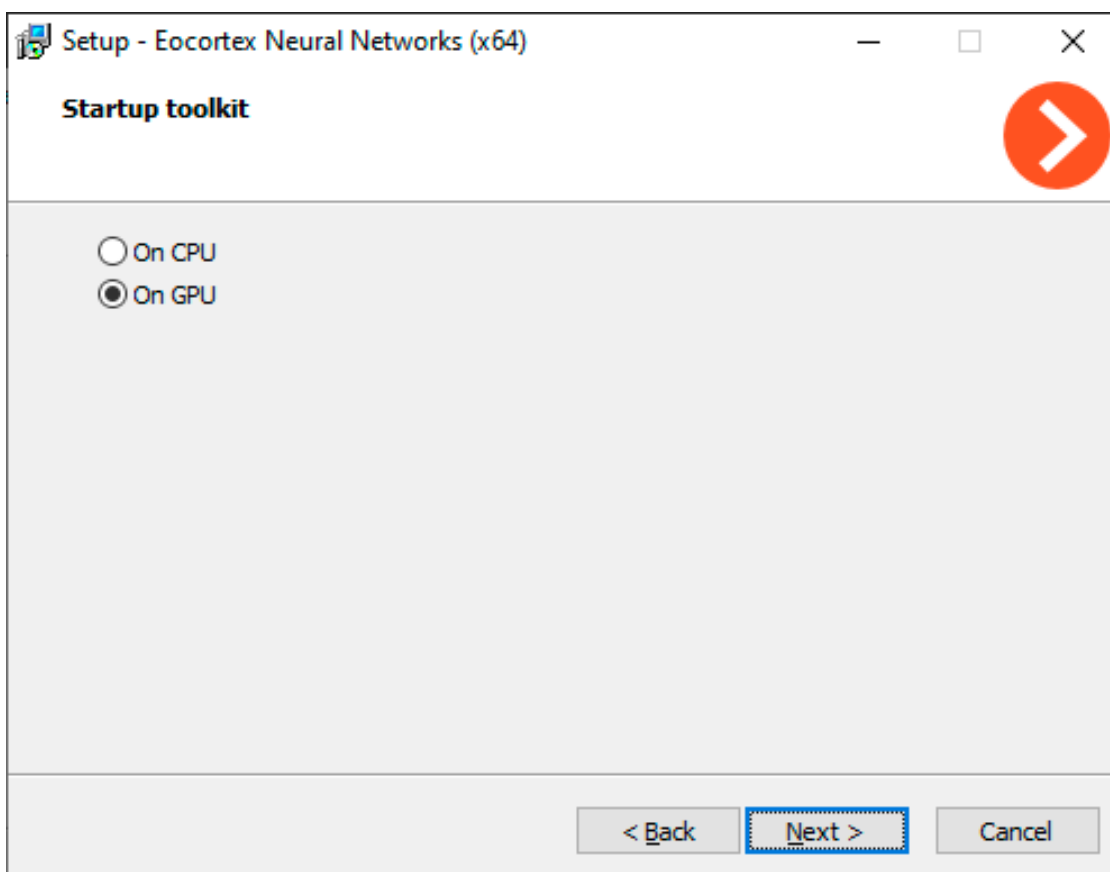 Setup - Eocortex Neural Networks (x64)
Startup toolkit
On CPU
On GPU
< Back Next > Cancel